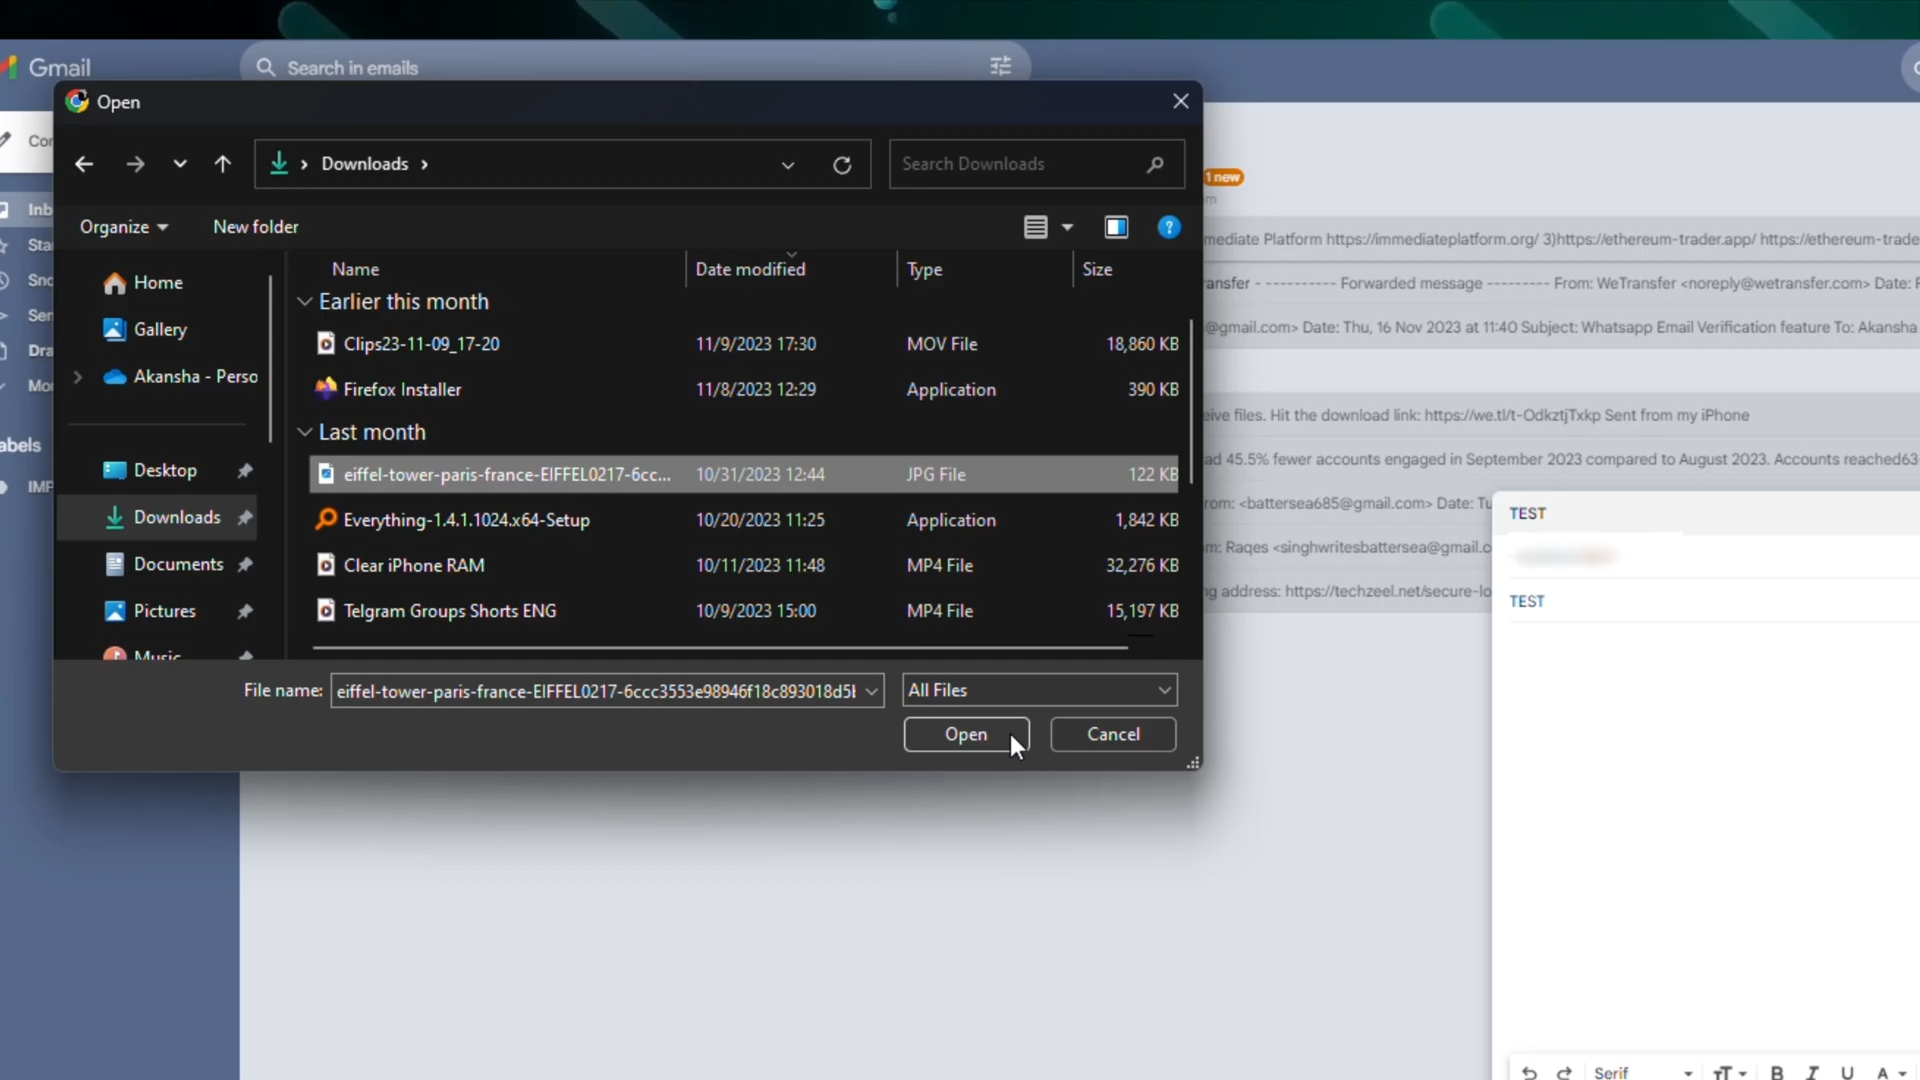 Gmail
Search in emails
Open
Downloads
Search Downloads
Organize
New folder
Home
Gallery
Akansha - Perso
Desktop
Downloads
Documents
Pictures
Music
Name Date modified Type Size
Earlier this month
Clips23-11-09_17-20 11/9/2023 17:30 MOV File 18,860 KB
Firefox Installer 11/8/2023 12:29 Application 390 KB
Last month
eiffel-tower-paris-france-EIFFEL0217-6cc... 10/31/2023 12:44 JPG File 122 KB
Everything-1.4.1.1024.x64-Setup 10/20/2023 11:25 Application 1,842 KB
Clear iPhone RAM 10/11/2023 11:48 MP4 File 32,276 KB
Telgram Groups Shorts ENG 10/9/2023 15:00 MP4 File 15,197 KB
File name: eiffel-tower-paris-france-EIFFEL0217-6ccc3553e98946f18c893018d5 All Files
Open Cancel
Con
Inb
Sta
Sno
Sen
Dra
Mo
abels
IMP
1 new
m
mediate Platform https://immediateplatform.org/ 3)https://ethereum-trader.app/ https://ethereum-trade
ansfer - ---------- Forwarded message --------- From: WeTransfer <noreply@wetransfer.com> Date: F
@gmail.com> Date: Thu, 16 Nov 2023 at 11:40 Subject: Whatsapp Email Verification feature To: Akansha
eive files. Hit the download link: https://we.tl/t-OdkztjTxkp Sent from my iPhone
ad 45.5% fewer accounts engaged in September 2023 compared to August 2023. Accounts reached63
rom: <battersea685@gmail.com> Date: Tu
m: Raqes <singhwritesbattersea@gmail.c
ng address: https://techzeel.net/secure-lo
TEST
TEST
Serif
B I U A